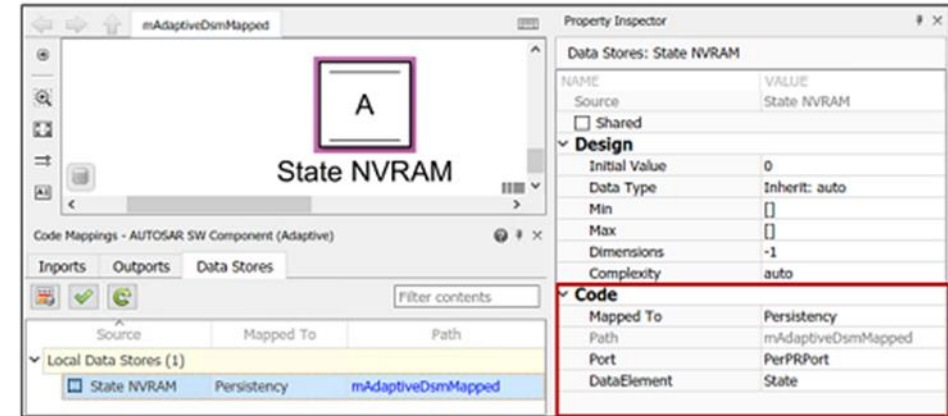 mAdaptiveDsmMapped
A
State NVRAM
Code Mappings - AUTOSAR SW Component (Adaptive)
Inports Outports Data Stores
Filter contents
Source Mapped To Path
Local Data Stores (1)
State NVRAM Persistency mAdaptiveDsmMapped
Property Inspector
Data Stores: State NVRAM
NAME VALUE
Source State NVRAM
Shared
Design
Initial Value 0
Data Type Inherit: auto
Min []
Max []
Dimensions -1
Complexity auto
Code
Mapped To Persistency
Path mAdaptiveDsmMapped
Port PerPRPort
DataElement State